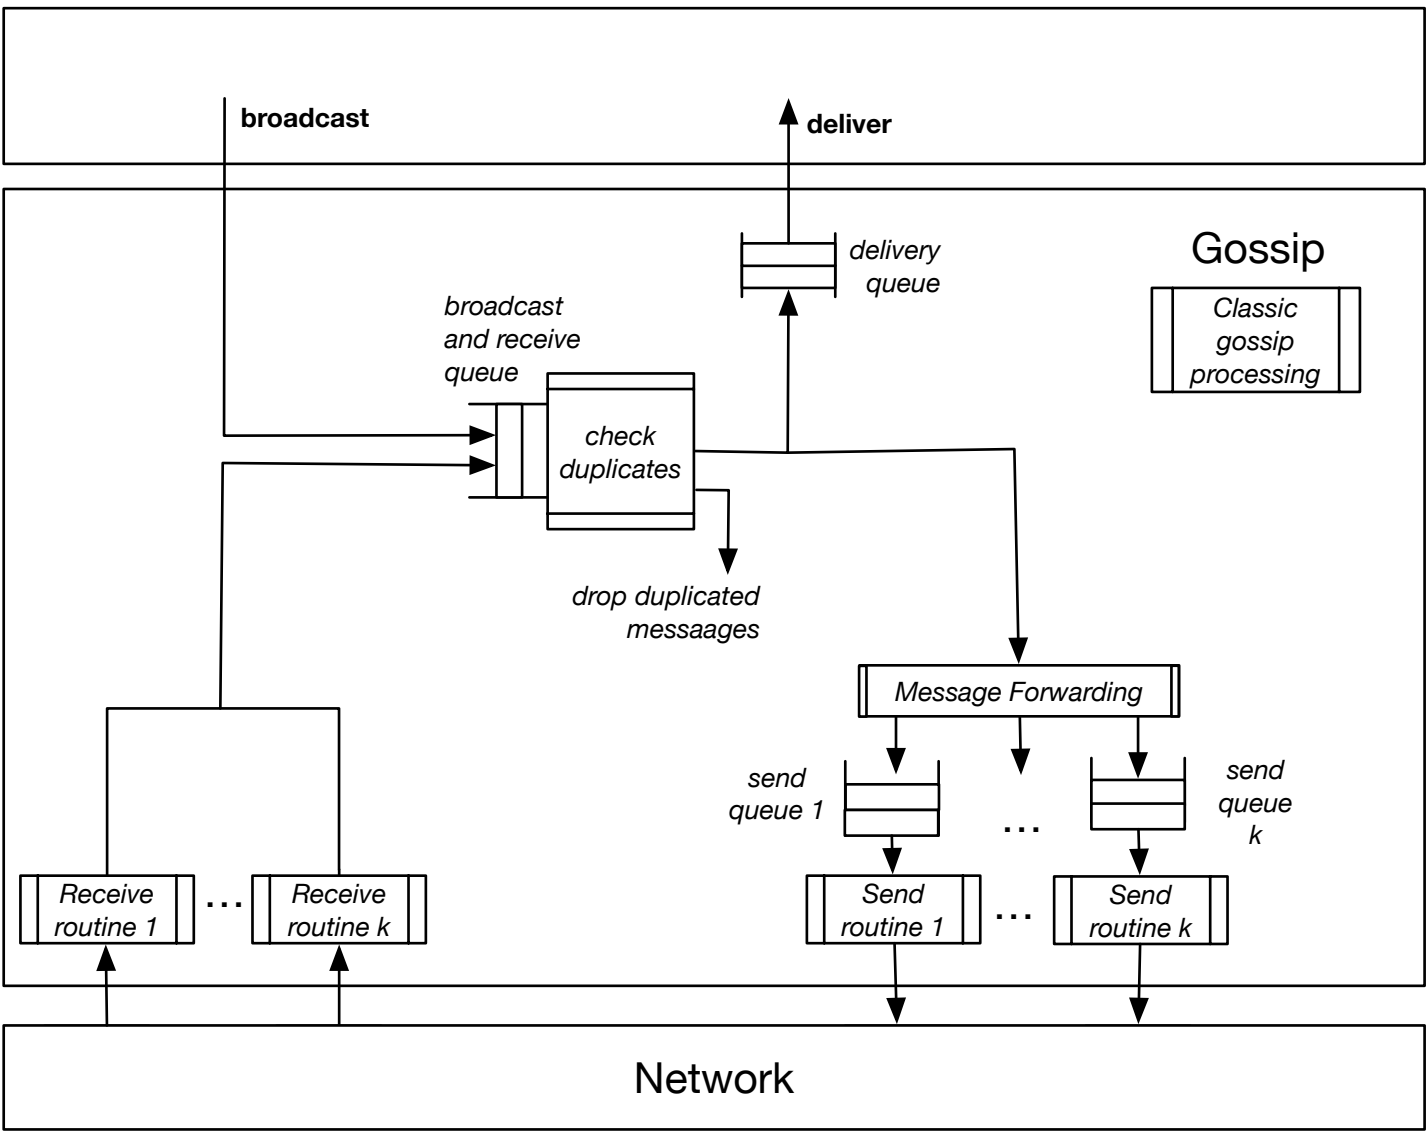 broadcast
deliver
Gossip
delivery
queue
Classic
gossip
processing
broadcast
and receive
queue
check
duplicates
drop duplicated
messaages
Message Forwarding
send
queue 1
...
send
queue
k
Receive
routine 1
...
Receive
routine k
Send
routine 1
...
Send
routine k
Network